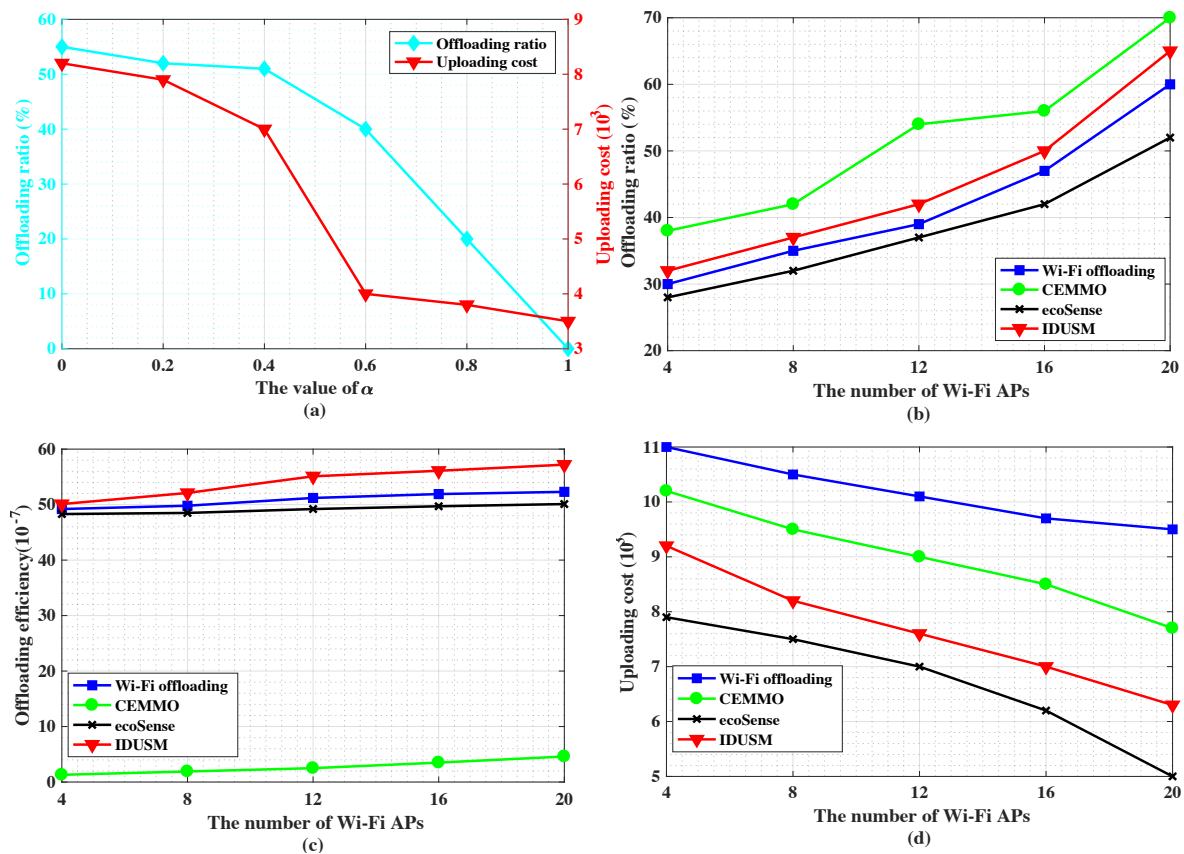 60
50
40
30
20
10
0
Offloading ratio (%)
Offloading ratio
Uploading cost
9
8
7
6
5
4
3
Uploading cost (10³)
0 0.2 0.4 0.6 0.8 1
The value of α
(a)
70
60
50
40
30
20
Offloading ratio (%)
Wi-Fi offloading
CEMMO
ecoSense
IDUSM
4 8 12 16 20
The number of Wi-Fi APs
(b)
60
50
40
30
20
10
0
Offloading efficiency(10⁻⁷)
Wi-Fi offloading
CEMMO
ecoSense
IDUSM
4 8 12 16 20
The number of Wi-Fi APs
(c)
11
10
9
8
7
6
5
Uploading cost (10³)
Wi-Fi offloading
CEMMO
ecoSense
IDUSM
4 8 12 16 20
The number of Wi-Fi APs
(d)